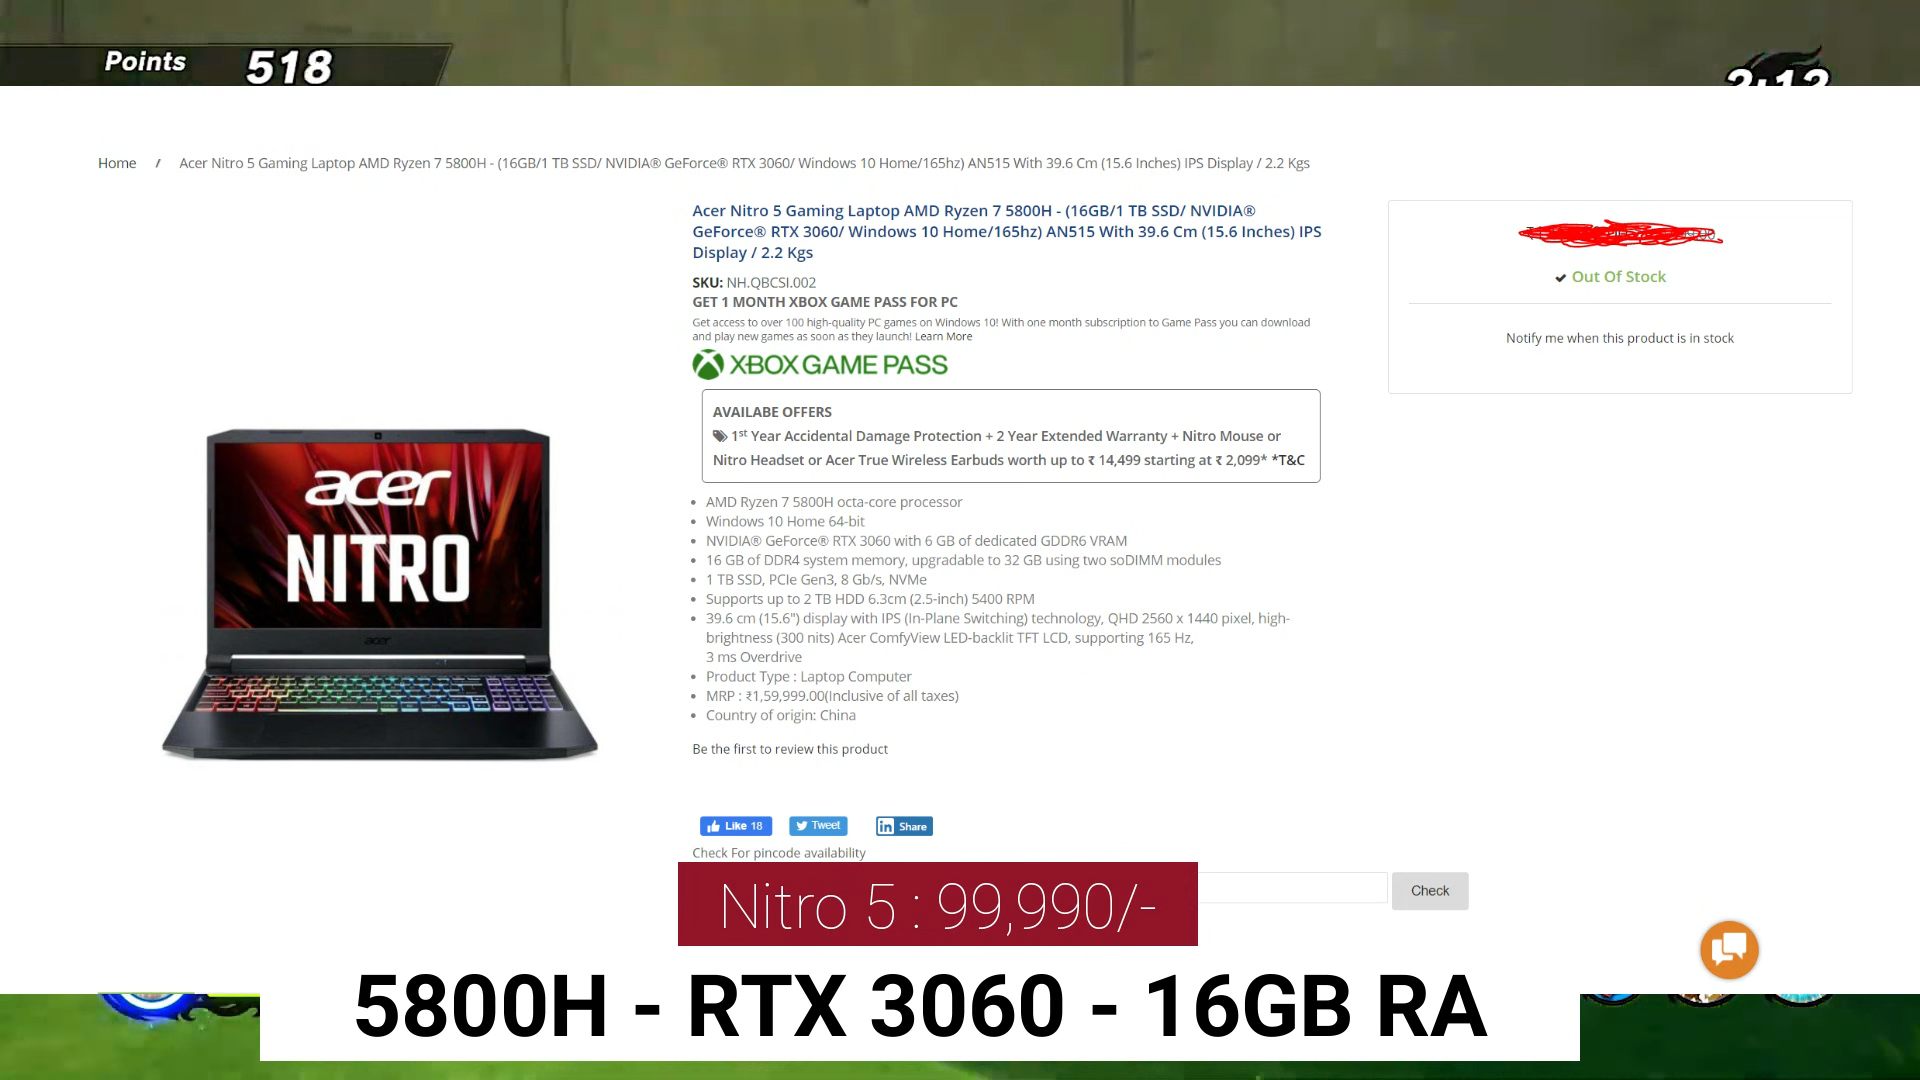 Points 518
Home / Acer Nitro 5 Gaming Laptop AMD Ryzen 7 5800H - (16GB/1 TB SSD/ NVIDIA® GeForce® RTX 3060/ Windows 10 Home/165hz) AN515 With 39.6 Cm (15.6 Inches) IPS Display / 2.2 Kgs
Acer Nitro 5 Gaming Laptop AMD Ryzen 7 5800H - (16GB/1 TB SSD/ NVIDIA®
GeForce® RTX 3060/ Windows 10 Home/165hz) AN515 With 39.6 Cm (15.6 Inches) IPS
Display / 2.2 Kgs
SKU: NH.QBCSI.002
GET 1 MONTH XBOX GAME PASS FOR PC
Get access to over 100 high-quality PC games on Windows 10! With one month subscription to Game Pass you can download
and play new games as soon as they launch! Learn More
XBOX GAME PASS
AVAILABE OFFERS
1st Year Accidental Damage Protection + 2 Year Extended Warranty + Nitro Mouse or
Nitro Headset or Acer True Wireless Earbuds worth up to ₹ 14,499 starting at ₹ 2,099* *T&C
AMD Ryzen 7 5800H octa-core processor
Windows 10 Home 64-bit
NVIDIA® GeForce® RTX 3060 with 6 GB of dedicated GDDR6 VRAM
16 GB of DDR4 system memory, upgradable to 32 GB using two soDIMM modules
1 TB SSD, PCIe Gen3, 8 Gb/s, NVMe
Supports up to 2 TB HDD 6.3cm (2.5-inch) 5400 RPM
39.6 cm (15.6") display with IPS (In-Plane Switching) technology, QHD 2560 x 1440 pixel, high-
brightness (300 nits) Acer ComfyView LED-backlit TFT LCD, supporting 165 Hz,
3 ms Overdrive
Product Type : Laptop Computer
MRP : ₹1,59,999.00(Inclusive of all taxes)
Country of origin: China
Be the first to review this product
Like 18
Tweet
in Share
Check For pincode availability
Check
Out Of Stock
Notify me when this product is in stock
acer
NITRO
acer
Nitro 5 : 99,990/-
5800H - RTX 3060 - 16GB RA